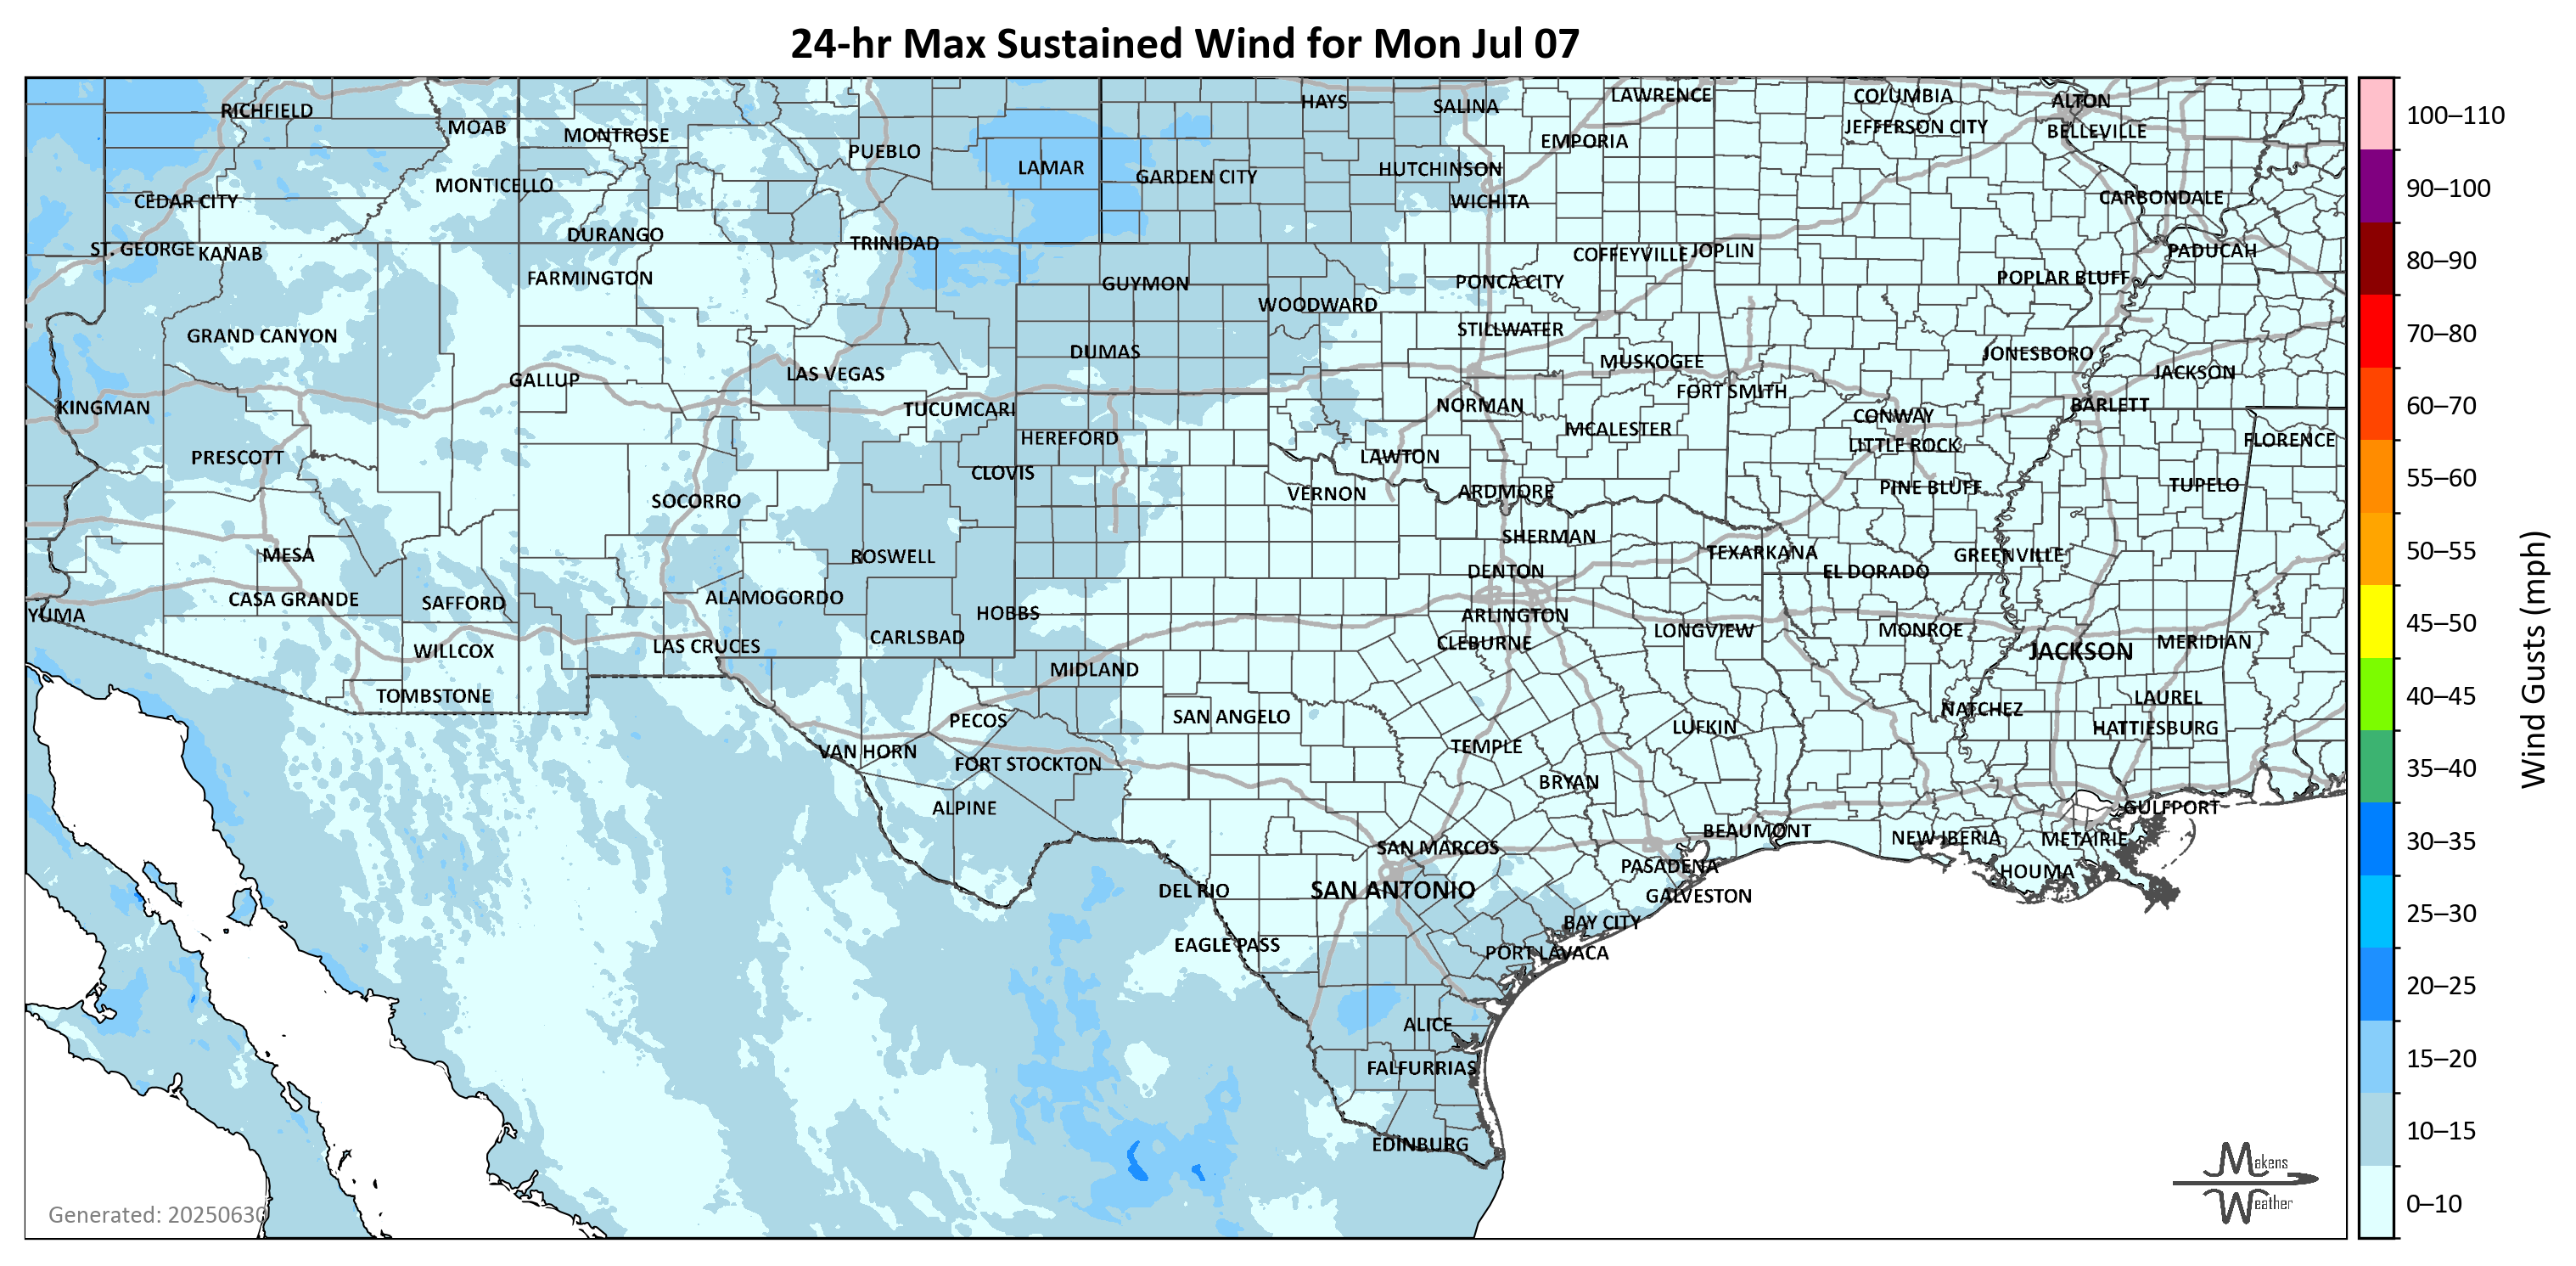 24-hr Max Sustained Wind for Mon Jul 07
RICHFIELD
MOAB
MONTROSE
PUEBLO
LAMAR
HAYS
SALINA
LAWRENCE
COLUMBIA
ALTON
JEFFERSON CITY
BELLEVILLE
EMPORIA
HUTCHINSON
GARDEN CITY
WICHITA
MONTICELLO
CEDAR CITY
CARBONDALE
DURANGO
TRINIDAD
ST. GEORGE
KANAB
COFFEYVILLE
JOPLIN
PADUCAH
FARMINGTON
GUYMON
PONCA CITY
POPLAR BLUFF
WOODWARD
GRAND CANYON
STILLWATER
DUMAS
MUSKOGEE
JONESBORO
GALLUP
LAS VEGAS
JACKSON
FORT SMITH
KINGMAN
TUCUMCARI
NORMAN
CONWAY
BARLETT
HEREFORD
MCALESTER
LITTLE ROCK
FLORENCE
PRESCOTT
CLOVIS
LAWTON
SOCORRO
VERNON
ARDMORE
PINE BLUFF
TUPELO
MESA
ROSWELL
SHERMAN
TEXARKANA
GREENVILLE
DENTON
EL DORADO
CASA GRANDE
SAFFORD
ALAMOGORDO
HOBBS
YUMA
ARLINGTON
CARLSBAD
CLEBURNE
LONGVIEW
MONROE
LAS CRUCES
WILLCOX
JACKSON
MERIDIAN
MIDLAND
TOMBSTONE
LAUREL
PECOS
SAN ANGELO
NATCHEZ
LUFKIN
HATTIESBURG
VAN HORN
TEMPLE
FORT STOCKTON
BRYAN
ALPINE
GULFPORT
BEAUMONT
NEW IBERIA
METAIRIE
SAN MARCOS
PASADENA
HOUMA
DEL RIO
SAN ANTONIO
GALVESTON
BAY CITY
EAGLE PASS
PORT LAVACA
ALICE
FALFURRIAS
EDINBURG
Generated: 20250630
Makens
Weather
100–110
90–100
80–90
70–80
60–70
55–60
50–55
45–50
40–45
35–40
30–35
25–30
20–25
15–20
10–15
0–10
Wind Gusts (mph)